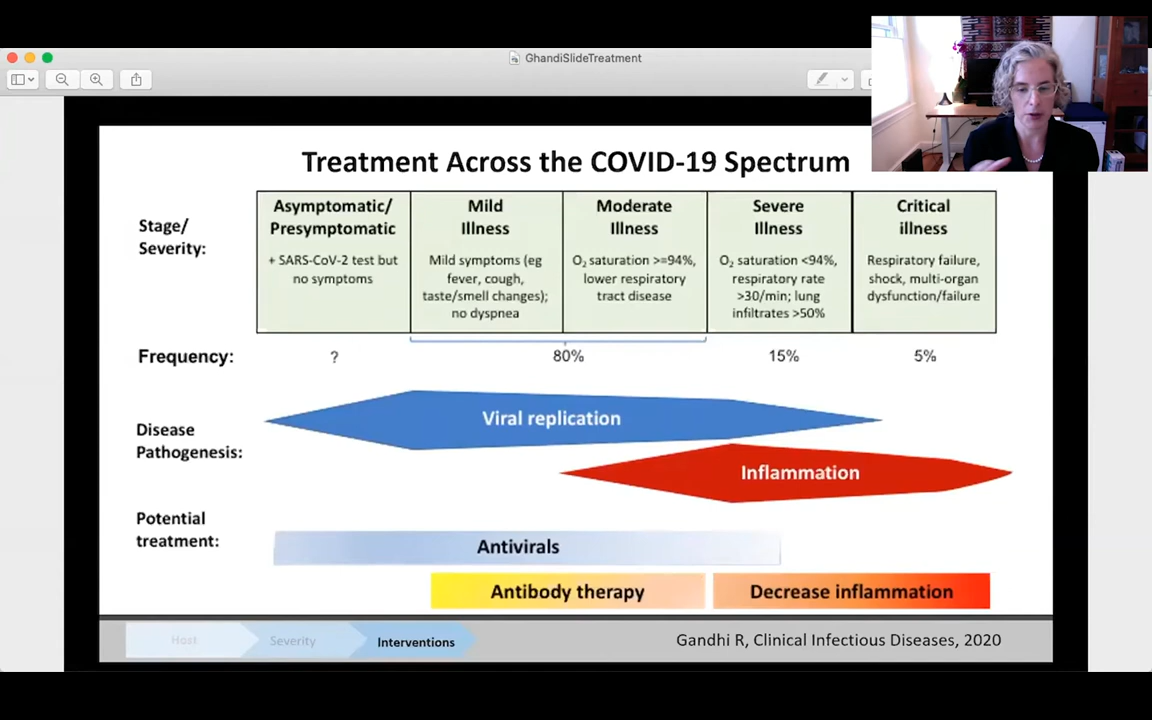 GhandiSlideTreatment
Treatment Across the COVID-19 Spectrum
Stage/
Severity:
Asymptomatic/
Presymptomatic
+ SARS-CoV-2 test but
no symptoms
Mild
Illness
Mild symptoms (eg
fever, cough,
taste/smell changes);
no dyspnea
Moderate
Illness
O₂ saturation >=94%,
lower respiratory
tract disease
Severe
Illness
O₂ saturation <94%,
respiratory rate
>30/min; lung
infiltrates >50%
Critical
illness
Respiratory failure,
shock, multi-organ
dysfunction/failure
Frequency: ? 80% 15% 5%
Disease
Pathogenesis:
Viral replication
Inflammation
Potential
treatment:
Antivirals
Antibody therapy Decrease inflammation
Host Severity Interventions Gandhi R, Clinical Infectious Diseases, 2020